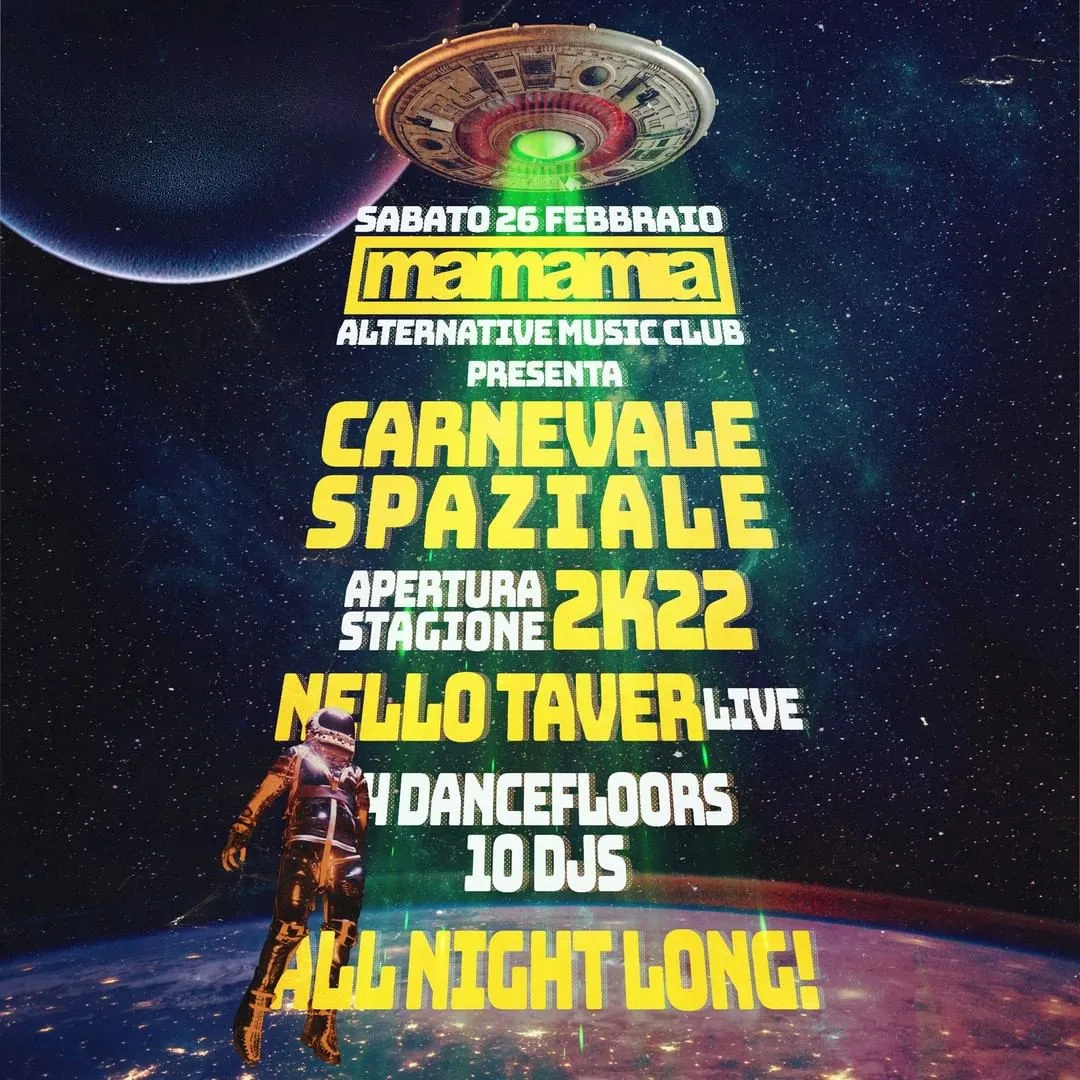 SABATO 26 FEBBRAIO
mamamia
ALTERNATIVE MUSIC CLUB
PRESENTA
CARNEVALE
SPAZIALE
APERTURA
STAGIONE 2K22
NELLO TAVER LIVE
4 DANCEFLOORS
10 DJS
ALL NIGHT LONG!